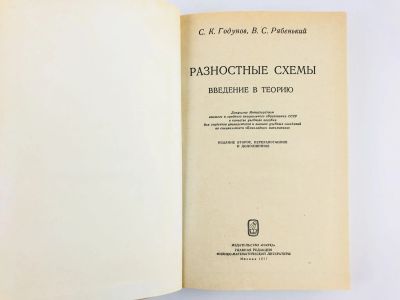 С. К. Годунов, В. С. Рябенький
РАЗНОСТНЫЕ СХЕМЫ
ВВЕДЕНИЕ В ТЕОРИЮ
Допущено Министерством
высшего и среднего специального образования СССР
в качестве учебного пособия
для студентов университетов и высших учебных заведений
по специальности «Прикладная математика»
ИЗДАНИЕ ВТОРОЕ, ПЕРЕРАБОТАННОЕ
И ДОПОЛНЕННОЕ
ИЗДАТЕЛЬСТВО «НАУКА»
ГЛАВНАЯ РЕДАКЦИЯ
ФИЗИКО-МАТЕМАТИЧЕСКОЙ ЛИТЕРАТУРЫ
Москва 1977